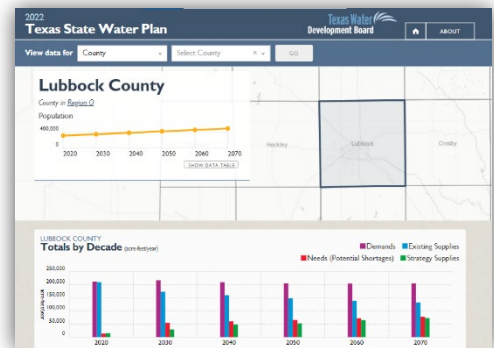 2022
Texas State Water Plan
Texas Water
Development Board
ABOUT
View data for
County
Select County
× 
GO
Lubbock County
County in Region O
Population
400,000
0
2020 2030 2040 2050 2060 2070
SHOW DATA TABLE
Hockley
Lubbock
Crosby
LUBBOCK COUNTY
Totals by Decade (acre-feet/year)
Demands
Existing Supplies
Needs (Potential Shortages)
Strategy Supplies
250,000
200,000
150,000
100,000
50,000
0
2020 2030 2040 2050 2060 2070